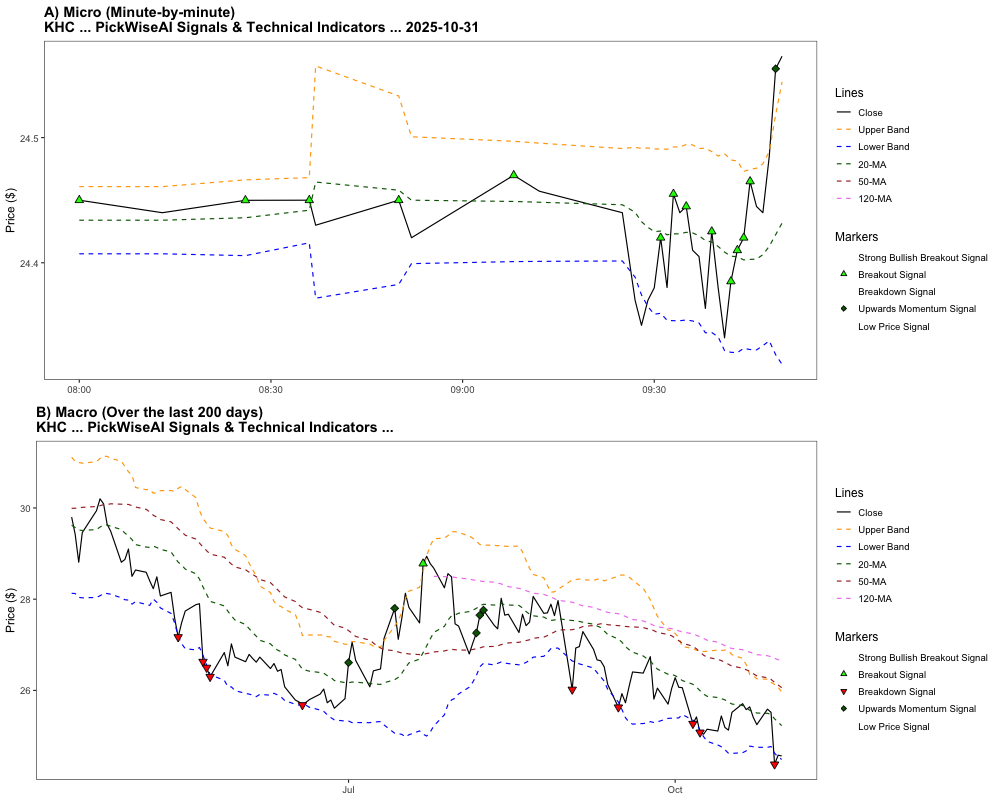 A) Micro (Minute-by-minute)
KHC ... PickWiseAI Signals & Technical Indicators ... 2025-10-31
Price ($)
24.5
24.4
08:00
08:30
09:00
09:30
Lines
Close
Upper Band
Lower Band
20-MA
50-MA
120-MA
Markers
Strong Bullish Breakout Signal
Breakout Signal
Breakdown Signal
Upwards Momentum Signal
Low Price Signal
B) Macro (Over the last 200 days)
KHC ... PickWiseAI Signals & Technical Indicators ...
Price ($)
30
28
26
Jul
Oct
Lines
Close
Upper Band
Lower Band
20-MA
50-MA
120-MA
Markers
Strong Bullish Breakout Signal
Breakout Signal
Breakdown Signal
Upwards Momentum Signal
Low Price Signal